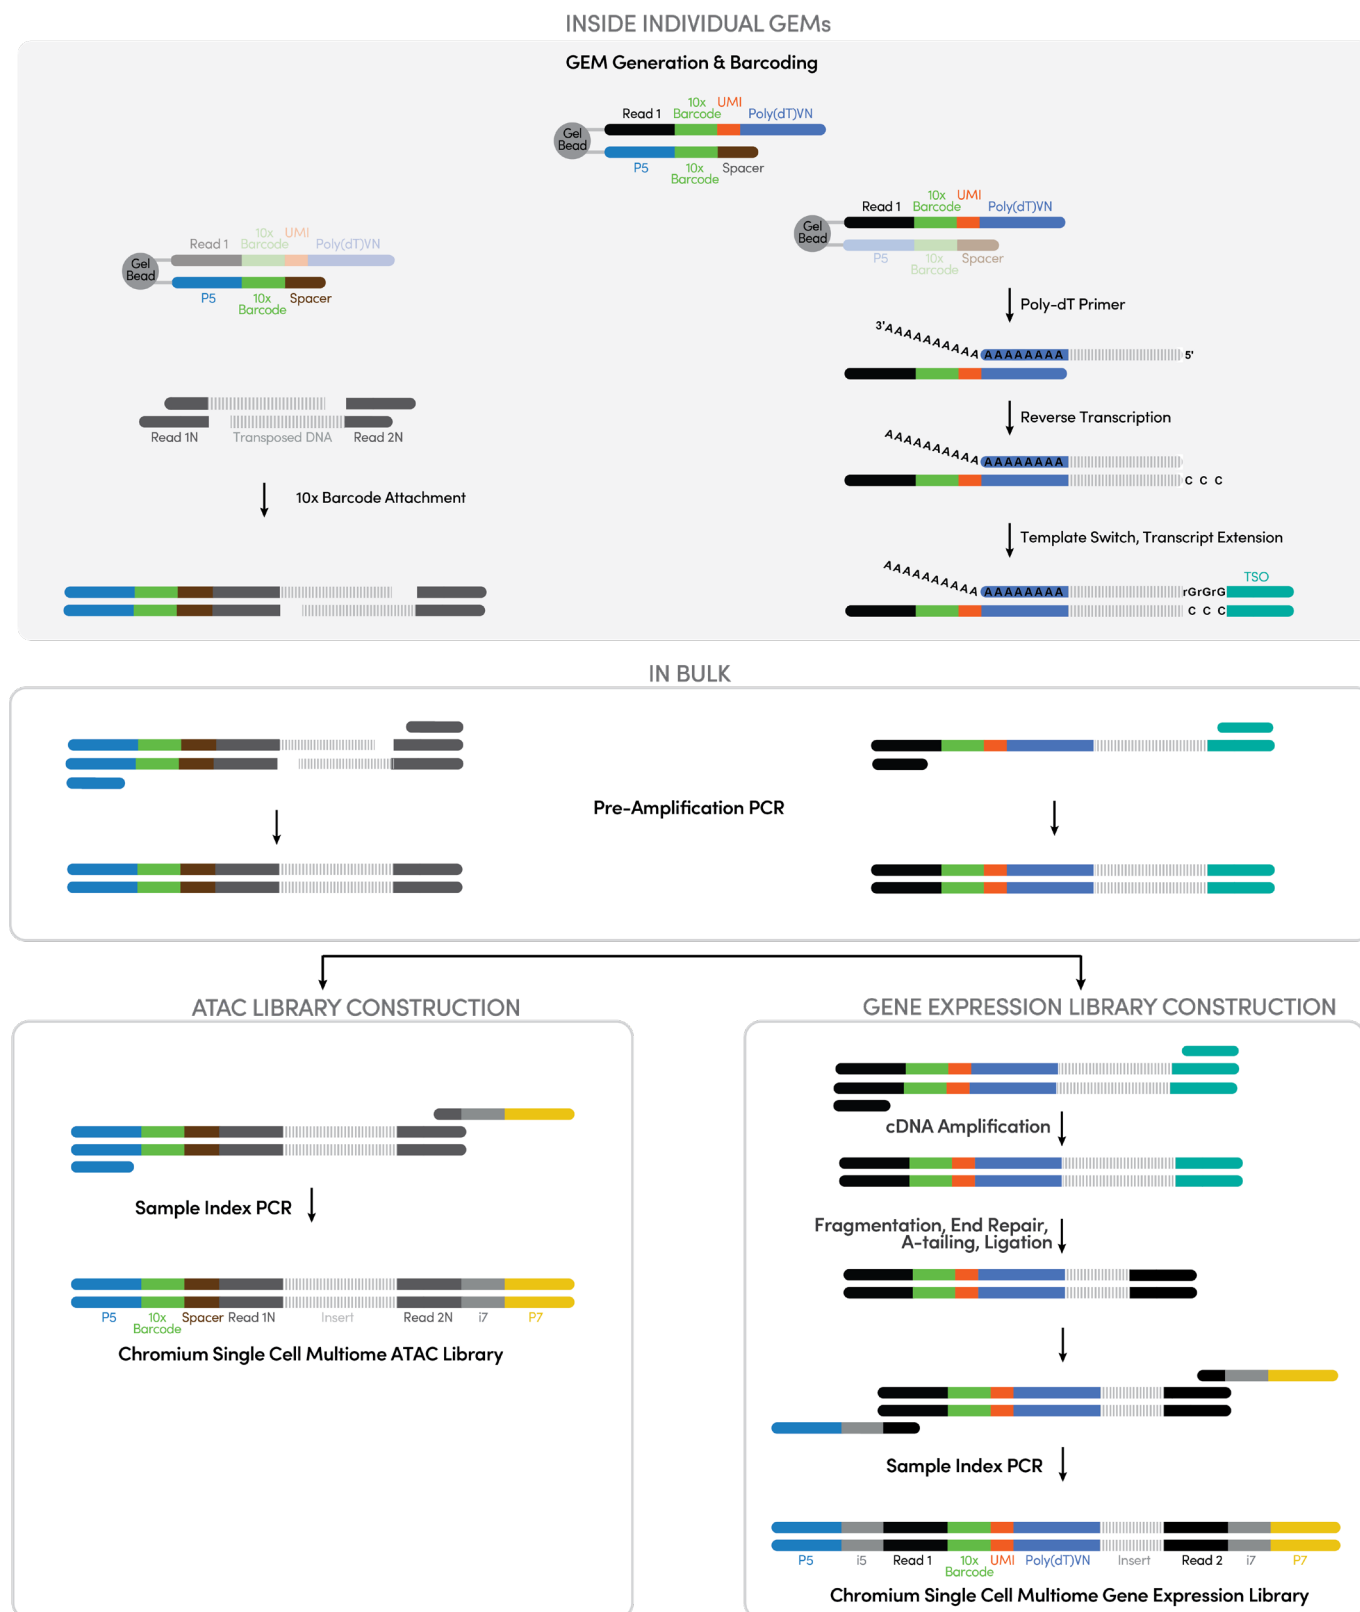 INSIDE INDIVIDUAL GEMs
GEM Generation & Barcoding
10x UMI
Read 1 Barcode Poly(dT)VN
Gel
Bead
P5 10x Spacer
Barcode
10x UMI
Read 1 Barcode Poly(dT)VN
Gel
Bead
P5 10x Spacer
Barcode
10x UMI
Read 1 Barcode Poly(dT)VN
Gel
Bead
P5 10x Spacer
Barcode
Poly-dT Primer
3'AAAAAAAAAA AAAAAAAA 5'
Read 1N Transposed DNA Read 2N
Reverse Transcription
AAAAAAAAAA AAAAAAAA
C C C
10x Barcode Attachment
Template Switch, Transcript Extension
TSO
AAAAAAAAAA AAAAAAAA rGrGrG
C C C
IN BULK
Pre-Amplification PCR
ATAC LIBRARY CONSTRUCTION
Sample Index PCR
P5 10x Spacer Read 1N Insert Read 2N i7 P7
Barcode
Chromium Single Cell Multiome ATAC Library
GENE EXPRESSION LIBRARY CONSTRUCTION
cDNA Amplification
Fragmentation, End Repair,
A-tailing, Ligation
Sample Index PCR
P5 i5 Read 1 10x UMI Poly(dT)VN Insert Read 2 i7 P7
Barcode
Chromium Single Cell Multiome Gene Expression Library